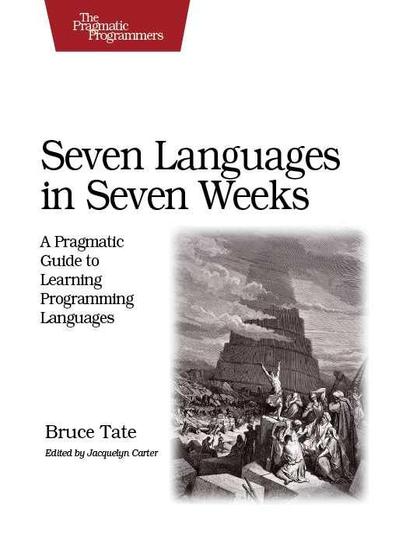 The
Pragmatic
Programmers
Seven Languages
in Seven Weeks
A Pragmatic
Guide to
Learning
Programming
Languages
Bruce Tate
Edited by Jacquelyn Carter